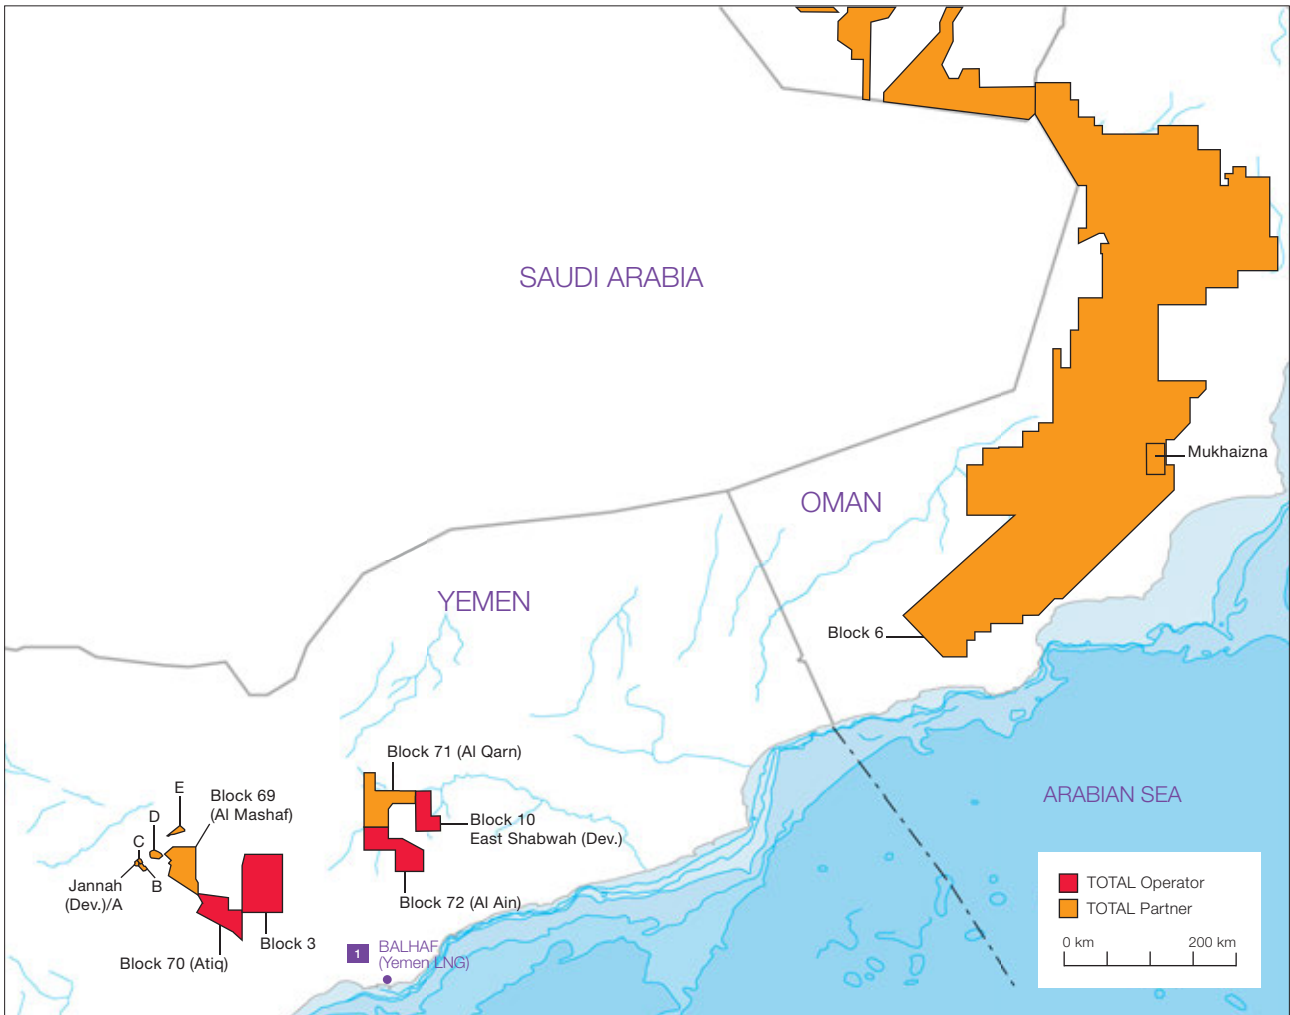 SAUDI ARABIA
Mukhaizna
OMAN
YEMEN
Block 6
Block 71 (Al Qarn)
E
Block 69
(Al Mashaf)
ARABIAN SEA
D
Block 10
East Shabwah (Dev.)
C
B
Jannah
(Dev.)/A
Block 72 (Al Ain)
Block 3
Block 70 (Atiq)
1
BALHAF
(Yemen LNG)
TOTAL Operator
TOTAL Partner
0 km 200 km